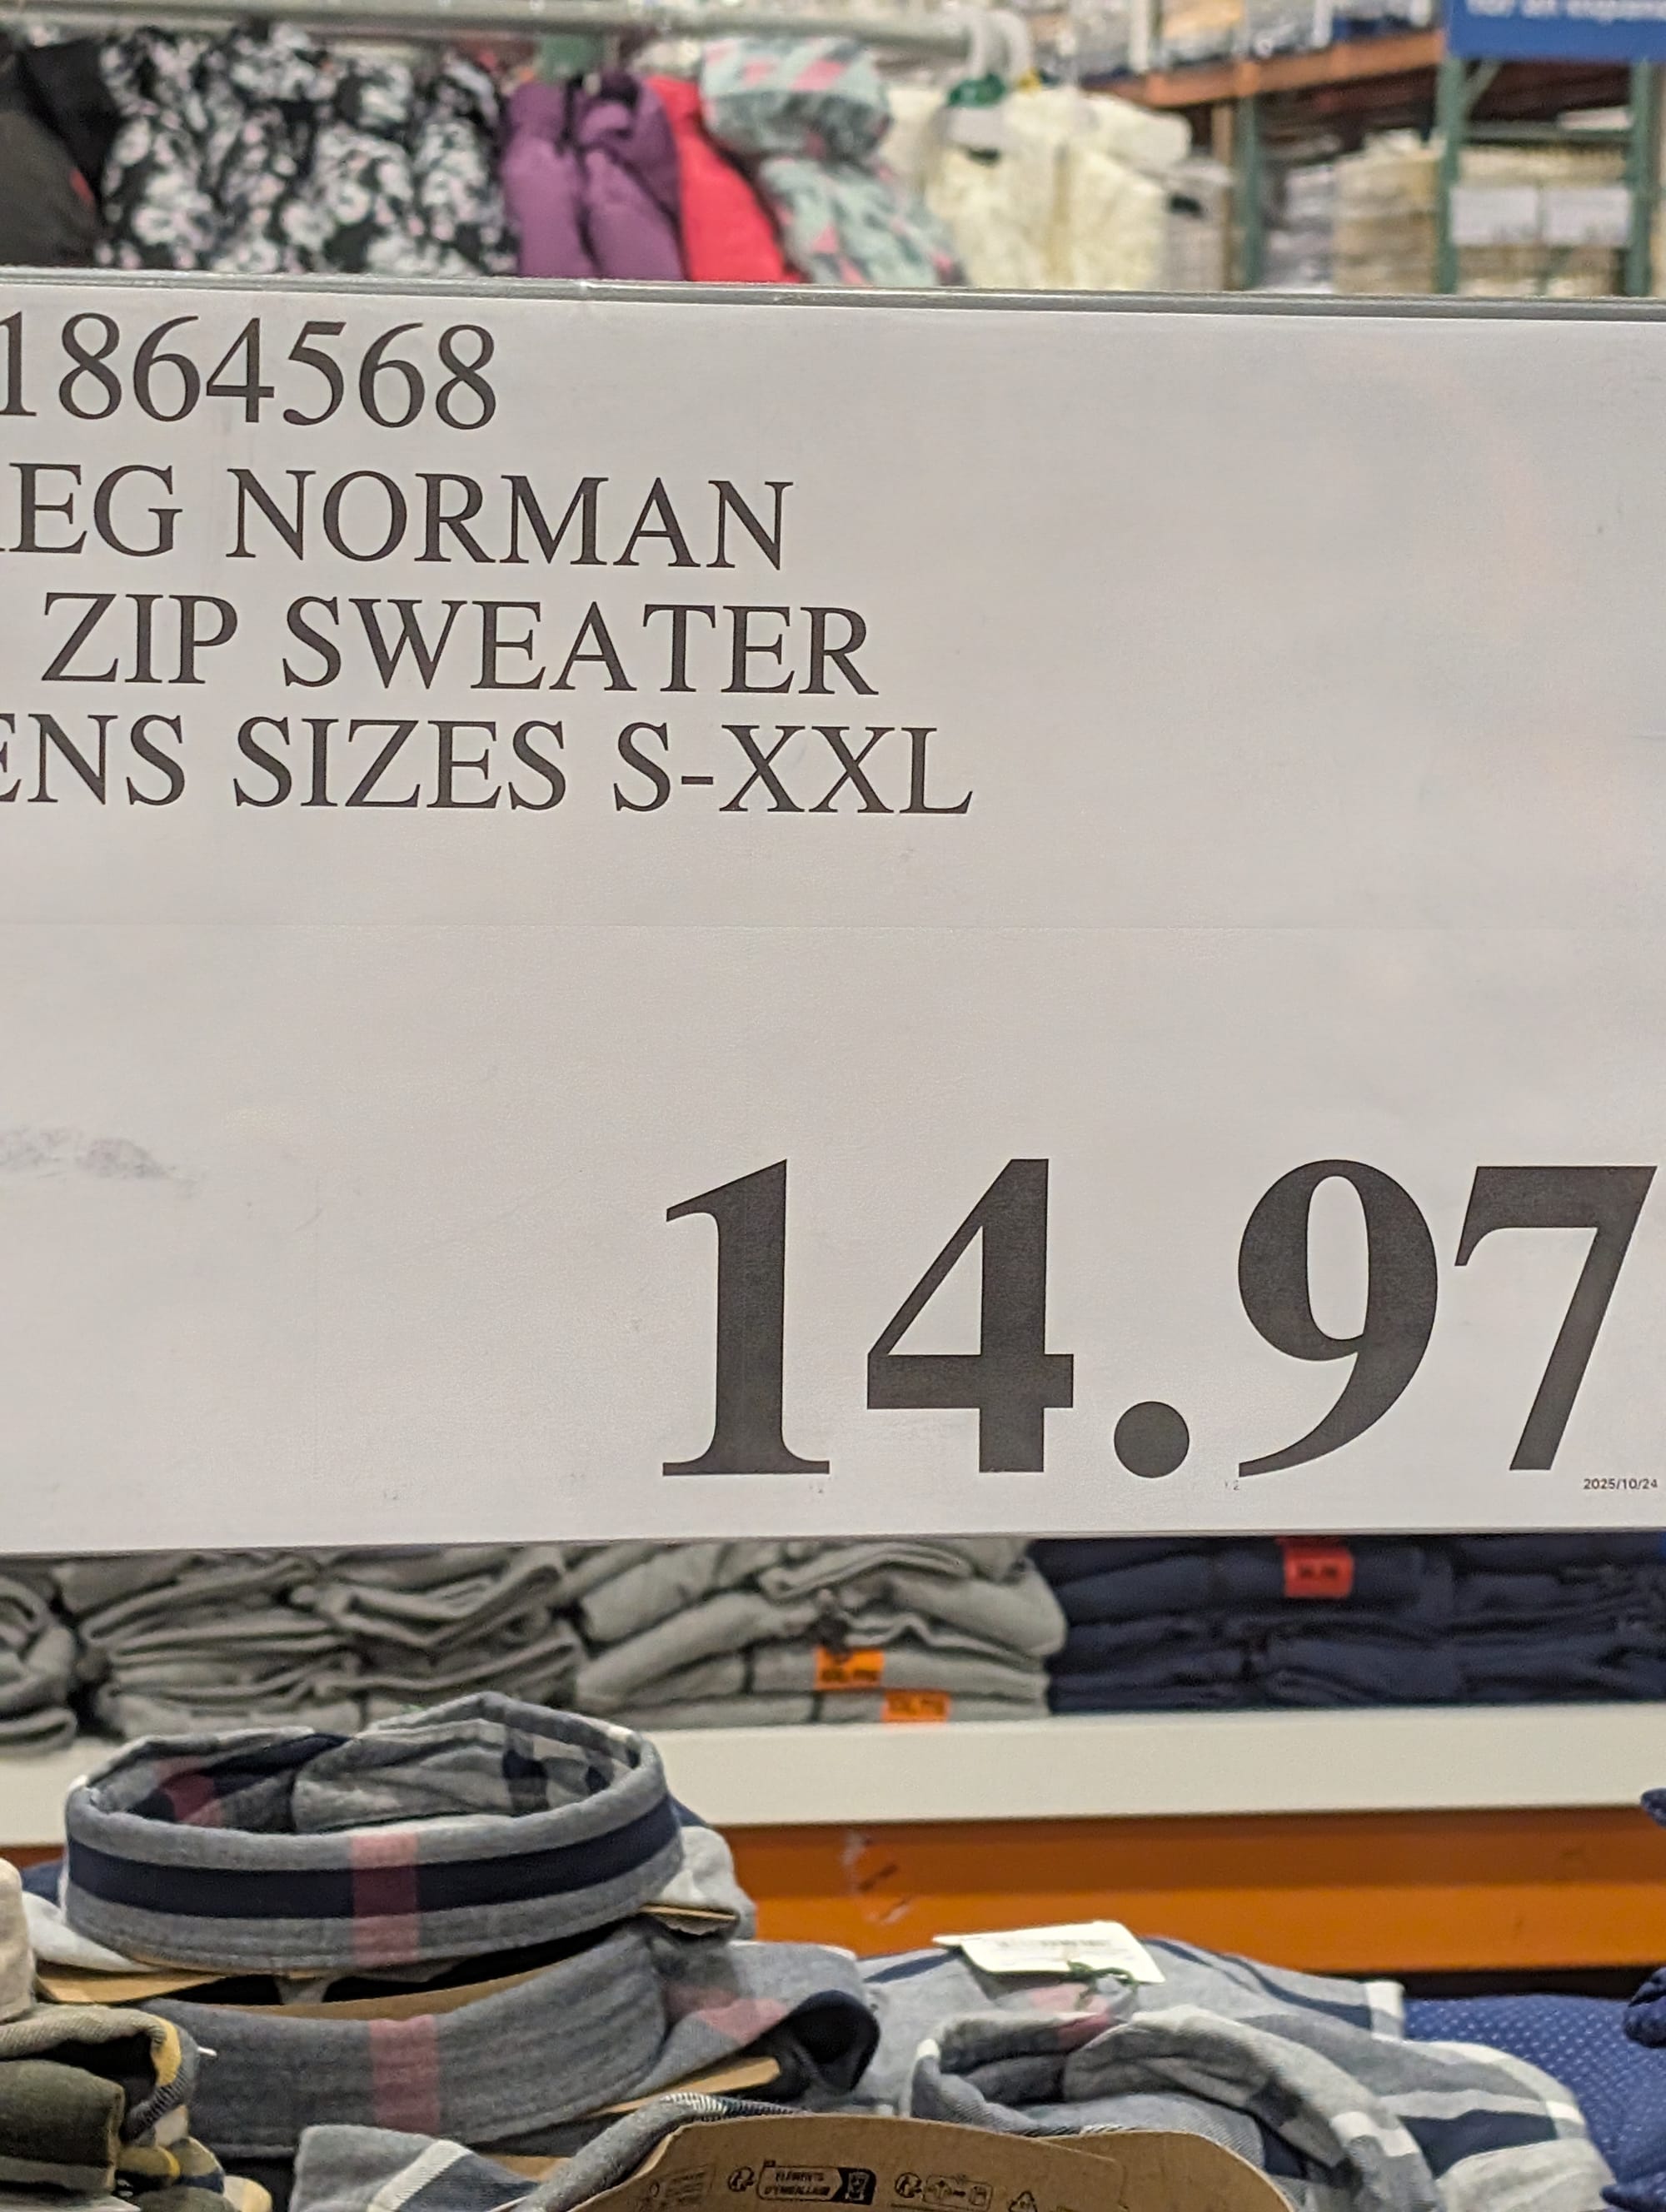 1864568
EG NORMAN
ZIP SWEATER
ENS SIZES S-XXL
14.97
2025/10/24